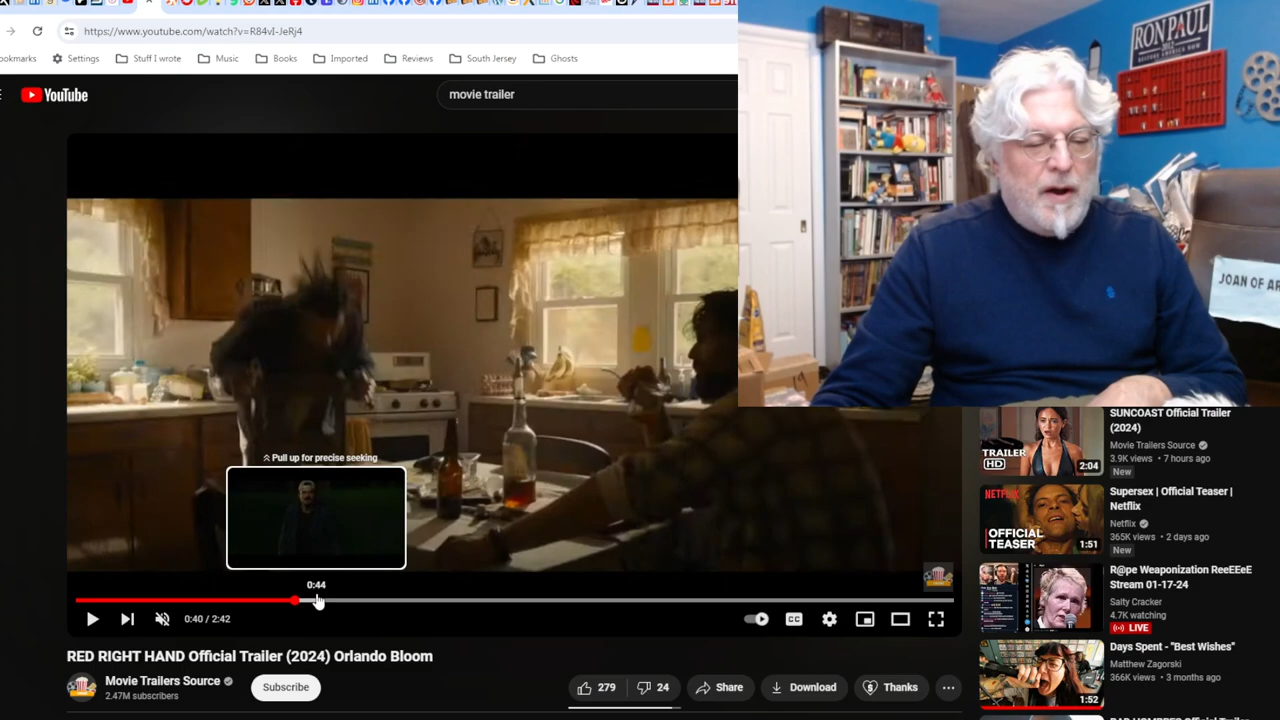 https://www.youtube.com/watch?v=R84vI-JeRj4
ookmarks
Settings
Stuff I wrote
Music
Books
Imported
Reviews
South Jersey
Ghosts
YouTube
movie trailer
RON PAUL
2012
RESTORE AMERICA NOW
JOAN OF AR
Pull up for precise seeking
0:44
0:40 / 2:42
CC
RED RIGHT HAND Official Trailer (2024) Orlando Bloom
Movie Trailers Source
2.47M subscribers
Subscribe
279
24
Share
Download
Thanks
TRAILER
HD
2:04
SUNCOAST Official Trailer
(2024)
Movie Trailers Source
3.9K views • 7 hours ago
New
NETFLIX
OFFICIAL
TEASER
1:51
Supersex | Official Teaser |
Netflix
Netflix
365K views • 2 days ago
New
R@pe Weaponization ReeEEeE
Stream 01-17-24
Salty Cracker
4.7K watching
LIVE
1:52
Days Spent - "Best Wishes"
Matthew Zagorski
366K views • 3 months ago